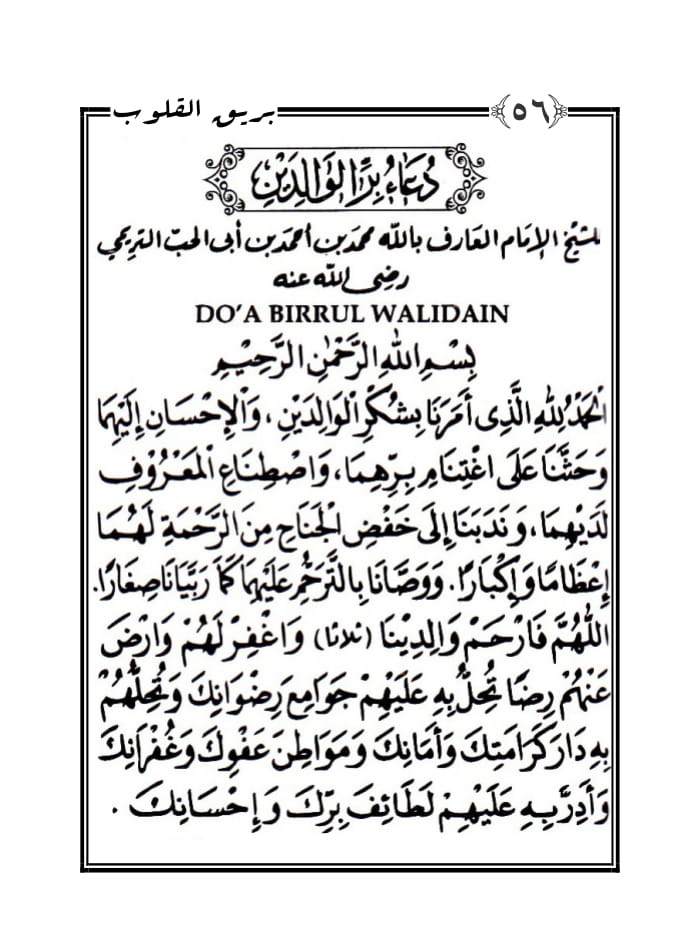 بريق القلوب
٥٦
دُعَاءُ بِرِّ الْوَالِدَيْنِ
للشيخ الإمام العارف بالله محمد بن أحمد بن أبى الحب التريمي
رضى الله عنه
DO’A BIRRUL WALIDAIN
بِسْمِ اللهِ الرَّحْمٰنِ الرَّحِيْمِ
اَلْحَمْدُ لِلّٰهِ الَّذِى أَمَرَنَا بِشُكْرِ الْوَالِدَيْنِ، وَالْإِحْسَانِ إِلَيْهِمَا
وَحَثَّنَا عَلَى اغْتِنَامِ بِرِّهِمَا، وَاصْطِنَاعِ الْمَعْرُوْفِ
لَدَيْهِمَا، وَنَدَبَنَا إِلَى خَفْضِ الْجَنَاحِ مِنَ الرَّحْمَةِ لَهُمَا
إِعْظَامًا وَإِكْبَارًا. وَوَصَّانَا بِالتَّرَحُّمِ عَلَيْهِمَا كَمَا رَبَّيَانَا صِغَارًا.
اَللّٰهُمَّ فَارْحَمْ وَالِدِيْنَا (ثلاثا) وَاغْفِرْ لَهُمْ وَارْضَ
عَنْهُمْ رِضًا تُحِلُّ بِهِ عَلَيْهِمْ جَوَامِعَ رِضْوَانِكَ وَتُحِلُّهُمْ
بِهِ دَارَ كَرَامَتِكَ وَأَمَانِكَ وَمَوَاطِنَ عَفْوِكَ وَغُفْرَانِكَ
وَأَدِرَّ بِهِ عَلَيْهِمْ لَطَائِفَ بِرِّكَ وَإِحْسَانِكَ.